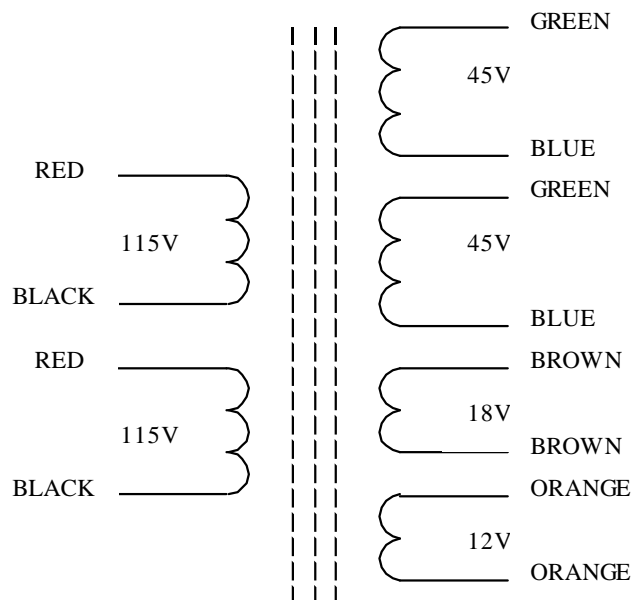 GREEN
45V
BLUE
RED
GREEN
115V
45V
BLACK
BLUE
RED
BROWN
115V
18V
BROWN
BLACK
ORANGE
12V
ORANGE